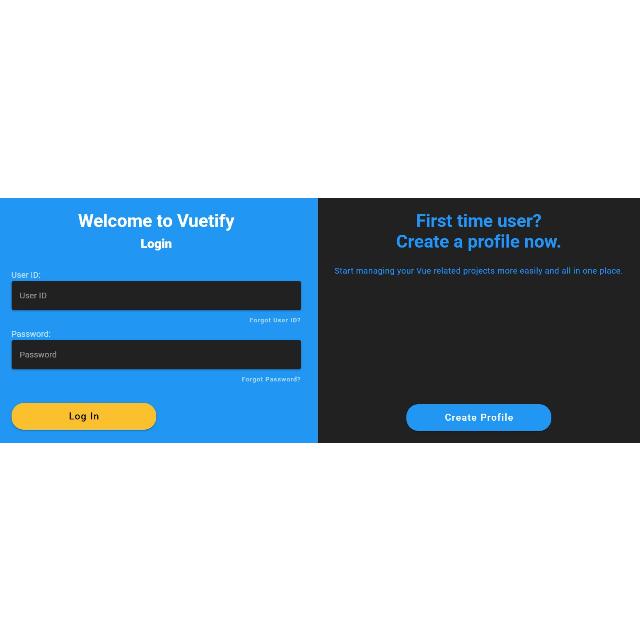 Welcome to Vuetify
Login
User ID:
User ID
Forgot User ID?
Password:
Password
Forgot Password?
Log In
First time user?
Create a profile now.
Start managing your Vue related projects more easily and all in one place.
Create Profile